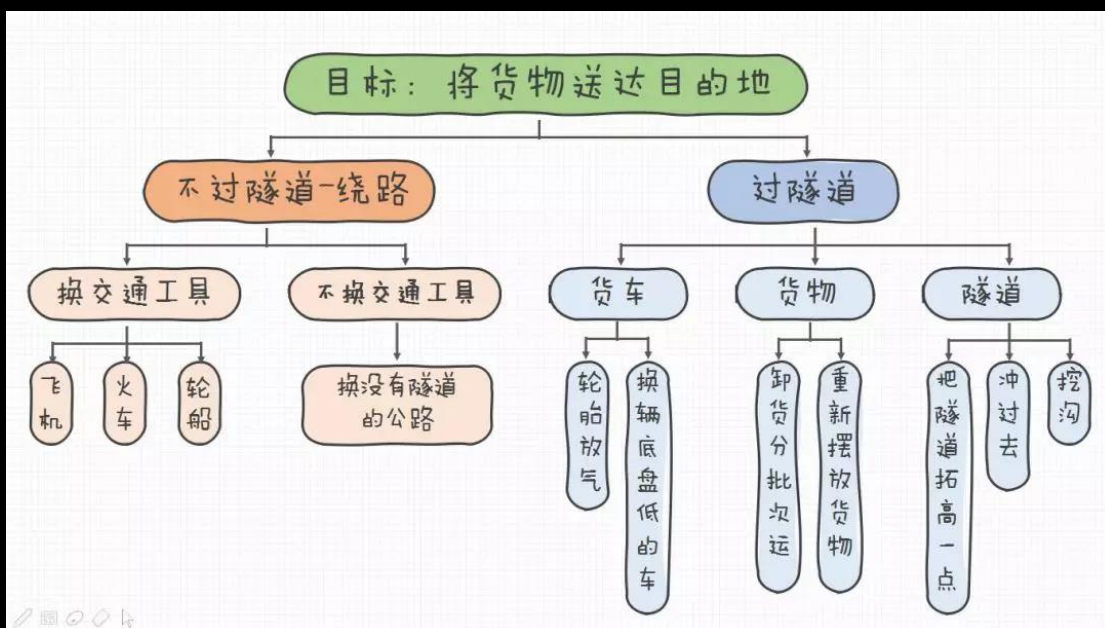 目标：将货物送达目的地
不过隧道-绕路
过隧道
换交通工具
不换交通工具
货车
货物
隧道
飞机
火车
轮船
换没有隧道
的公路
轮胎放气
换辆底盘低的车
卸货分批次运
重新摆放货物
把隧道拓高一点
冲过去
挖沟